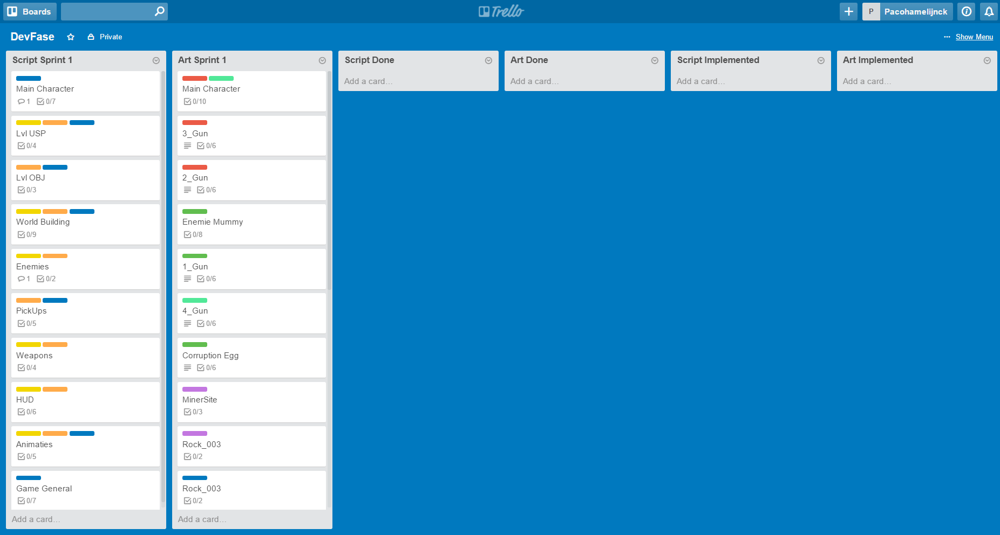 Boards
Trello
P
Pacohamelijnck
DevFase
Private
Show Menu
Script Sprint 1
Main Character
1 0/7
Lvl USP
0/4
Lvl OBJ
0/3
World Building
0/9
Enemies
1 0/2
PickUps
0/5
Weapons
0/4
HUD
0/6
Animaties
0/5
Game General
0/7
Add a card…
Art Sprint 1
Main Character
0/10
3_Gun
0/6
2_Gun
0/6
Enemie Mummy
0/8
1_Gun
0/6
4_Gun
0/6
Corruption Egg
0/6
MinerSite
0/3
Rock_003
0/2
Rock_003
0/2
Add a card…
Script Done
Add a card…
Art Done
Add a card…
Script Implemented
Add a card…
Art Implemented
Add a card…